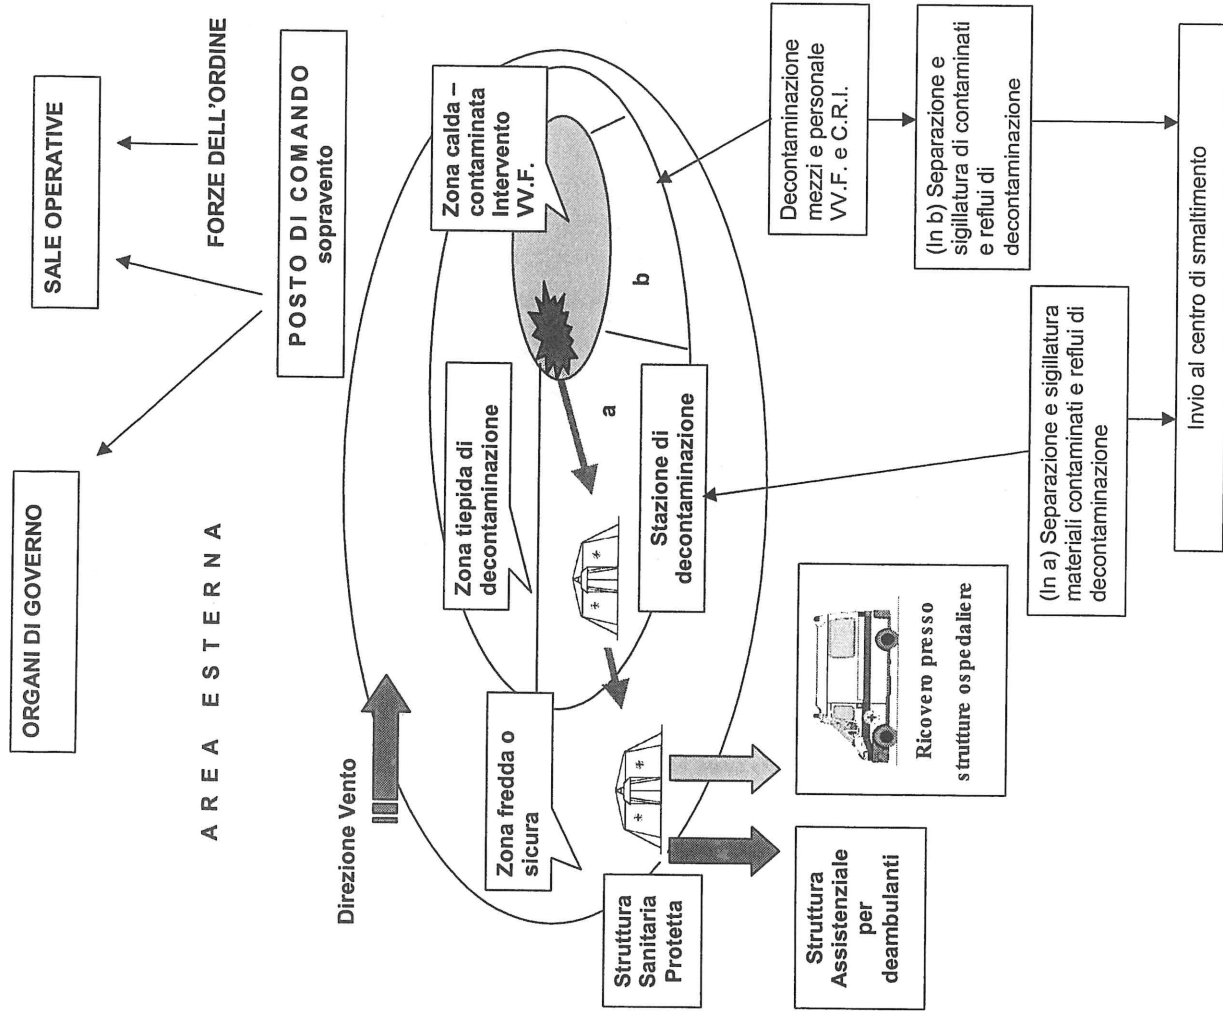 ORGANI DI GOVERNO
SALE OPERATIVE
AREA ESTERNA
FORZE DELL'ORDINE
POSTO DI COMANDO
sopravento
Direzione Vento
Zona fredda o
sicura
Zona tiepida di
decontaminazione
Zona calda –
contaminata
Intervento
VV.F.
a
b
Struttura
Sanitaria
Protetta
Stazione di
decontaminazione
Decontaminazione
mezzi e personale
VV.F. e C.R.I.
Struttura
Assistenziale
per
deambulanti
Ricovero presso
strutture ospedaliere
(In b) Separazione e
sigillatura di contaminati
e reflui di
decontaminazione
(In a) Separazione e sigillatura
materiali contaminati e reflui di
decontaminazione
Invio al centro di smaltimento